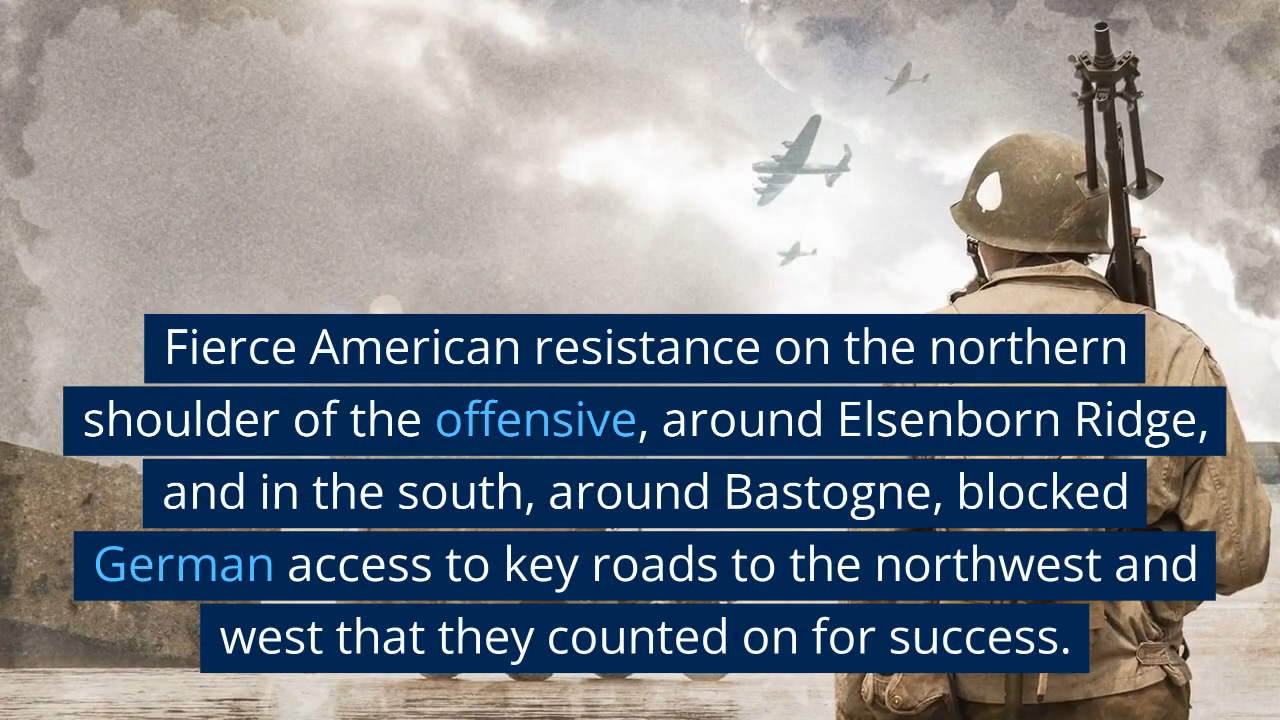 Fierce American resistance on the northern
shoulder of the offensive, around Elsenborn Ridge,
and in the south, around Bastogne, blocked
German access to key roads to the northwest and
west that they counted on for success.